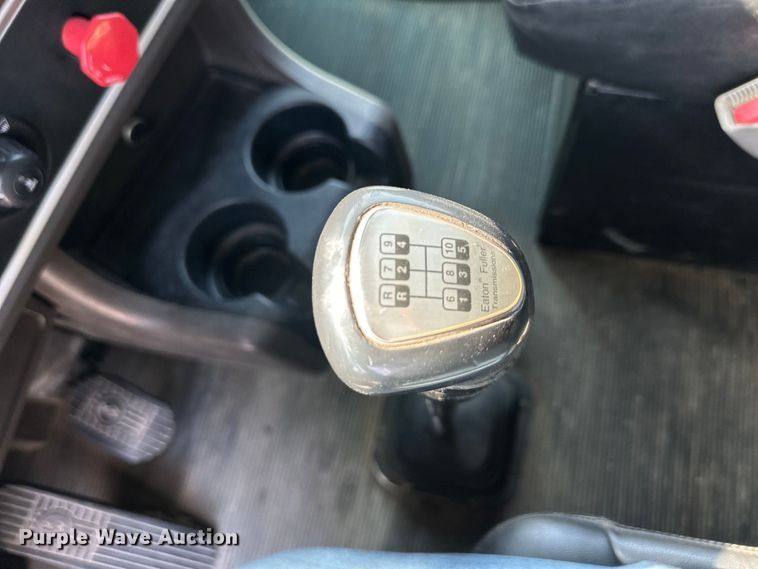 R 7 9
R 2 4
6 8 10
1 3 5
Eaton® Fuller®
Transmissions
Purple Wave Auction